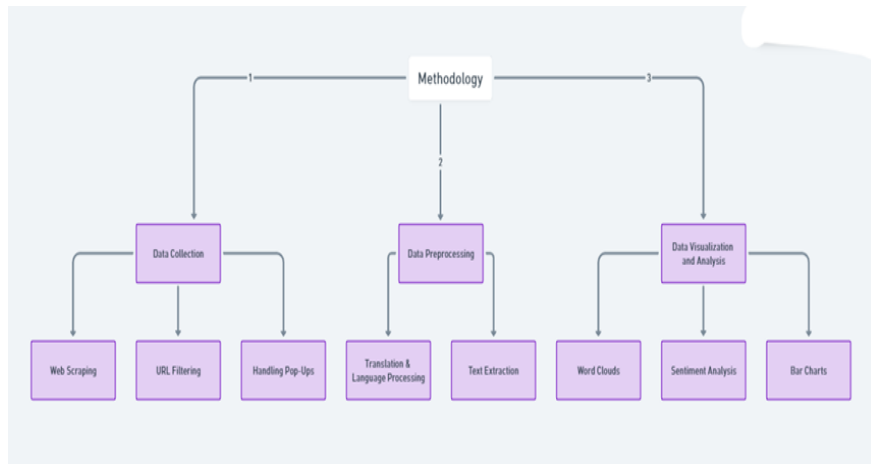 Methodology
1
2
3
Data Collection
Data Preprocessing
Data Visualization
and Analysis
Web Scraping
URL Filtering
Handling Pop-Ups
Translation &
Language Processing
Text Extraction
Word Clouds
Sentiment Analysis
Bar Charts